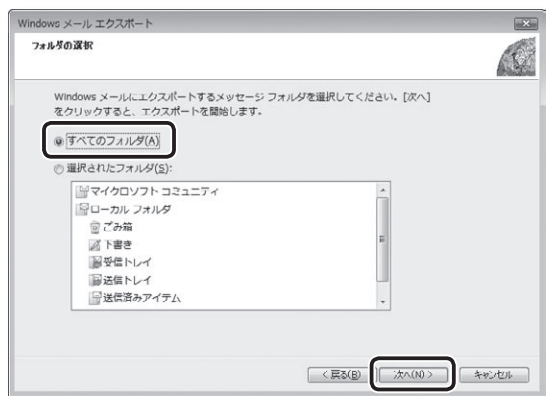 Windows メール エクスポート
フォルダの選択
Windows メールにエクスポートするメッセージ フォルダを選択してください。[次へ]
をクリックすると、エクスポートを開始します。
すべてのフォルダ(A)
選択されたフォルダ(S):
マイクロソフト コミュニティ
ローカル フォルダ
ごみ箱
下書き
受信トレイ
送信トレイ
送信済みアイテム
< 戻る(B)
次へ(N) >
キャンセル